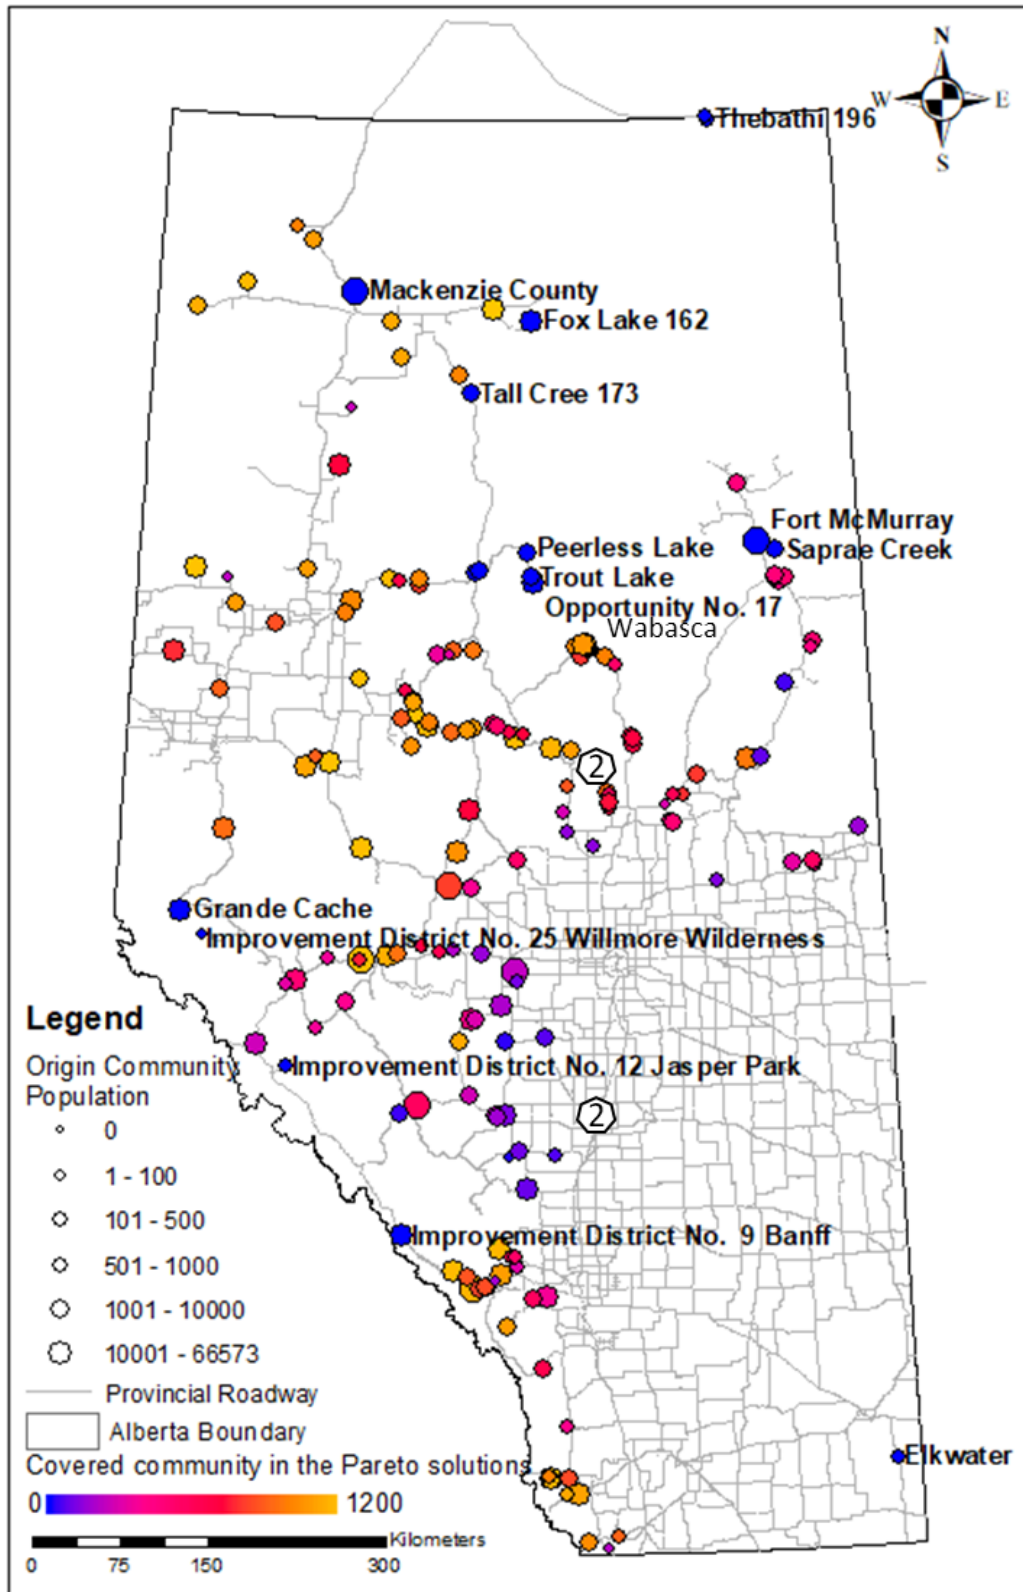 N
W
E
S
Thebathi 196
Mackenzie County
Fox Lake 162
Tall Cree 173
Fort McMurray
Saprae Creek
Peerless Lake
Trout Lake
Opportunity No. 17
Wabasca
2
Grande Cache
Improvement District No. 25 Willmore Wilderness
Improvement District No. 12 Jasper Park
2
Improvement District No. 9 Banff
Elkwater
Legend
Origin Community
Population
0
1 - 100
101 - 500
501 - 1000
1001 - 10000
10001 - 66573
Provincial Roadway
Alberta Boundary
Covered community in the Pareto solutions
0 1200
Kilometers
0 75 150 300